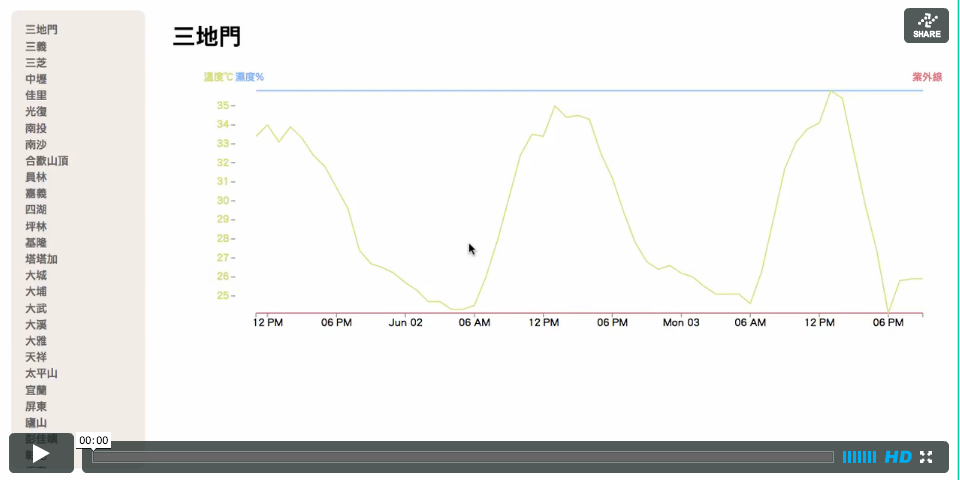 三地門
三義
三芝
中壢
佳里
光復
南投
南沙
合歡山頂
員林
嘉義
四湖
坪林
基隆
塔塔加
大城
大埔
大武
大溪
大雅
天祥
太平山
宜蘭
屏東
廬山
彭佳嶼
三地門
溫度℃ 濕度%
紫外線
35
34
33
32
31
30
29
28
27
26
25
12 PM 06 PM Jun 02 06 AM 12 PM 06 PM Mon 03 06 AM 12 PM 06 PM
SHARE
00:00
HD